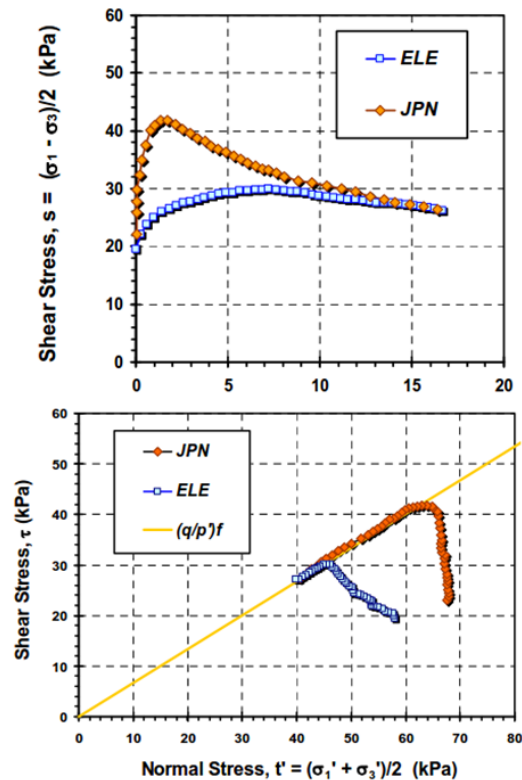 60
50
40
30
20
10
0
Shear Stress, s = (σ1 - σ3)/2 (kPa)
ELE
JPN
0 5 10 15 20
60
50
40
30
20
10
0
Shear Stress, τ (kPa)
JPN
ELE
(q/p')f
0 10 20 30 40 50 60 70 80
Normal Stress, t' = (σ1' + σ3')/2 (kPa)